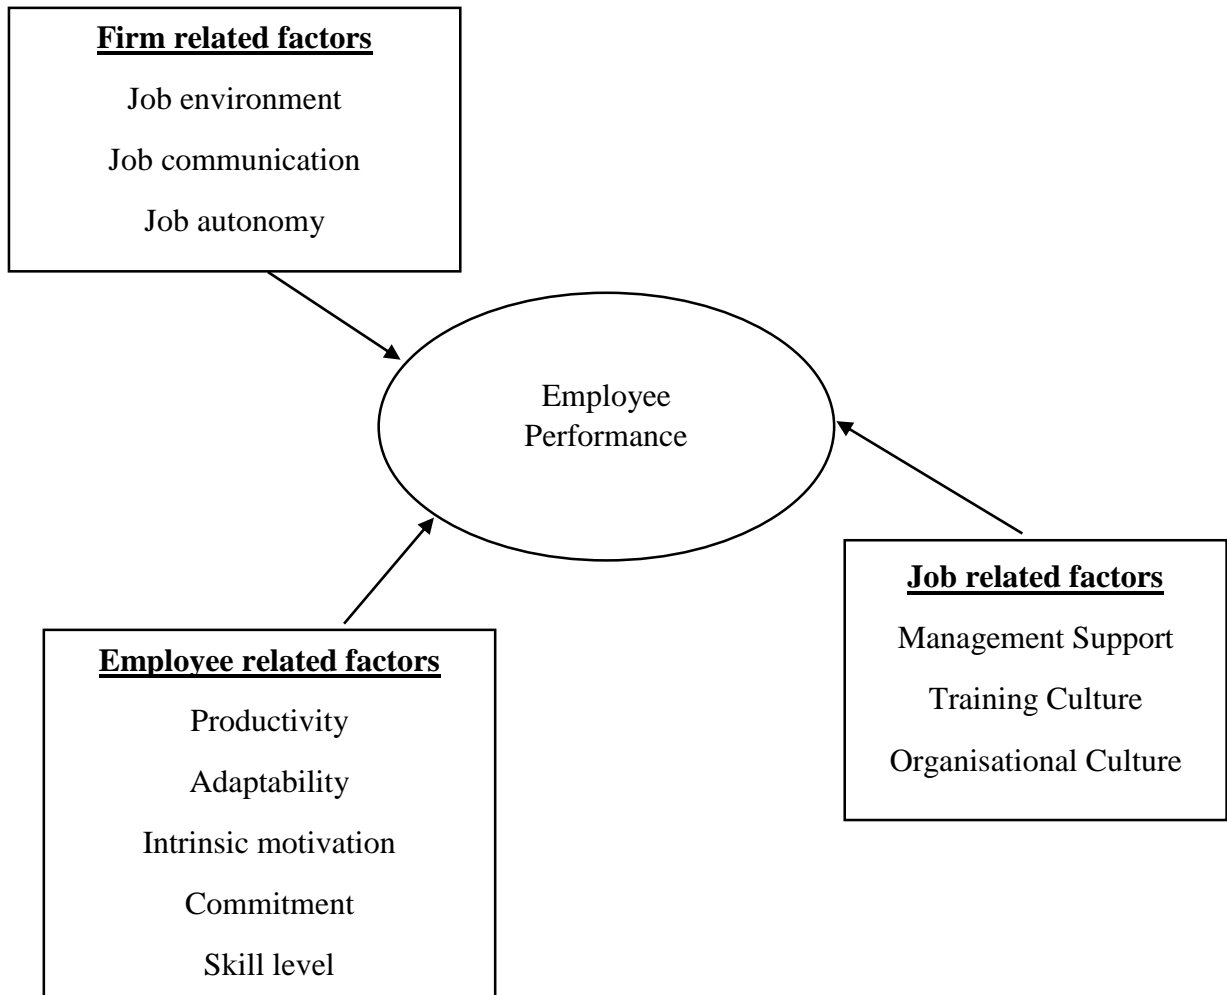 Firm related factors
Job environment
Job communication
Job autonomy
Employee
Performance
Job related factors
Management Support
Training Culture
Organisational Culture
Employee related factors
Productivity
Adaptability
Intrinsic motivation
Commitment
Skill level